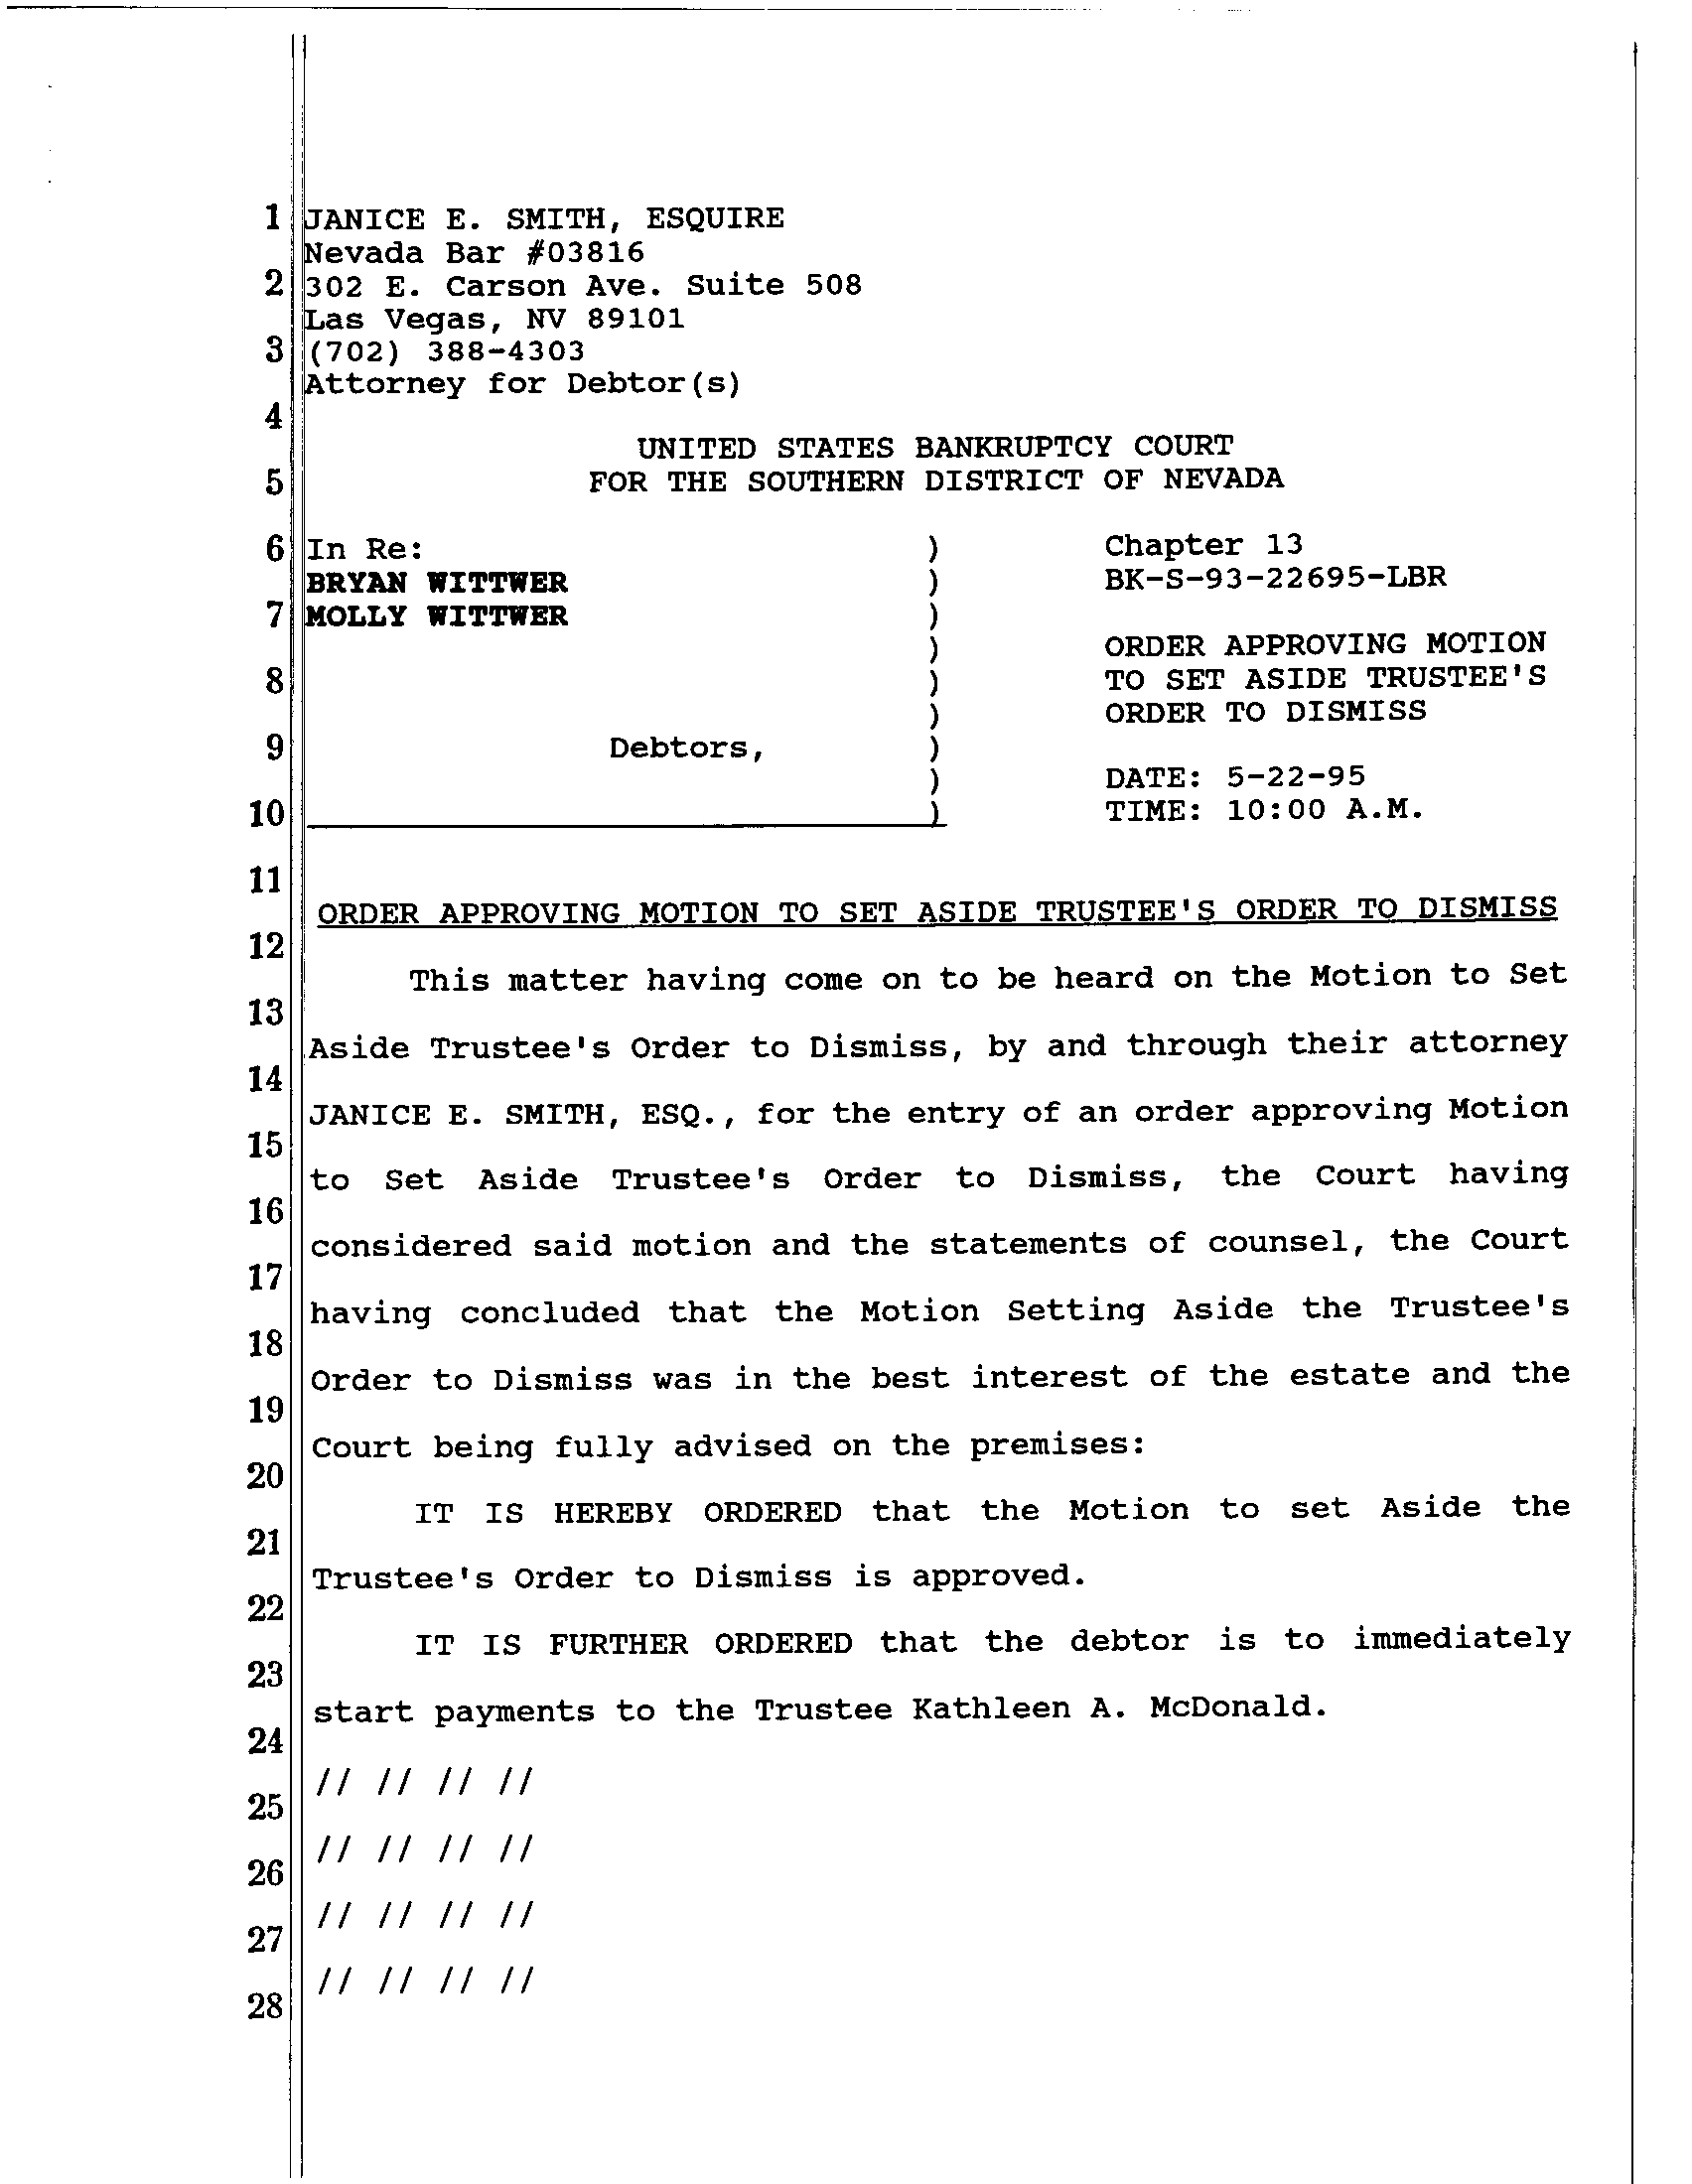 1 JANICE E. SMITH, ESQUIRE
Nevada Bar #03816
2 302 E. Carson Ave. Suite 508
Las Vegas, NV 89101
3 (702) 388-4303
Attorney for Debtor(s)
4
UNITED STATES BANKRUPTCY COURT
5 FOR THE SOUTHERN DISTRICT OF NEVADA
6 In Re: ) Chapter 13
BRYAN WITTWER ) BK-S-93-22695-LBR
7 MOLLY WITTWER )
) ORDER APPROVING MOTION
8 ) TO SET ASIDE TRUSTEE'S
) ORDER TO DISMISS
9 Debtors, )
) DATE: 5-22-95
10 ) TIME: 10:00 A.M.
11
ORDER APPROVING MOTION TO SET ASIDE TRUSTEE'S ORDER TO DISMISS
12
This matter having come on to be heard on the Motion to Set
13
Aside Trustee's Order to Dismiss, by and through their attorney
14
JANICE E. SMITH, ESQ., for the entry of an order approving Motion
15
to Set Aside Trustee's Order to Dismiss, the Court having
16
considered said motion and the statements of counsel, the Court
17
having concluded that the Motion Setting Aside the Trustee's
18
Order to Dismiss was in the best interest of the estate and the
19
Court being fully advised on the premises:
20
IT IS HEREBY ORDERED that the Motion to set Aside the
21
Trustee's Order to Dismiss is approved.
22
IT IS FURTHER ORDERED that the debtor is to immediately
23
start payments to the Trustee Kathleen A. McDonald.
24
// // // //
25
// // // //
26
// // // //
27
// // // //
28